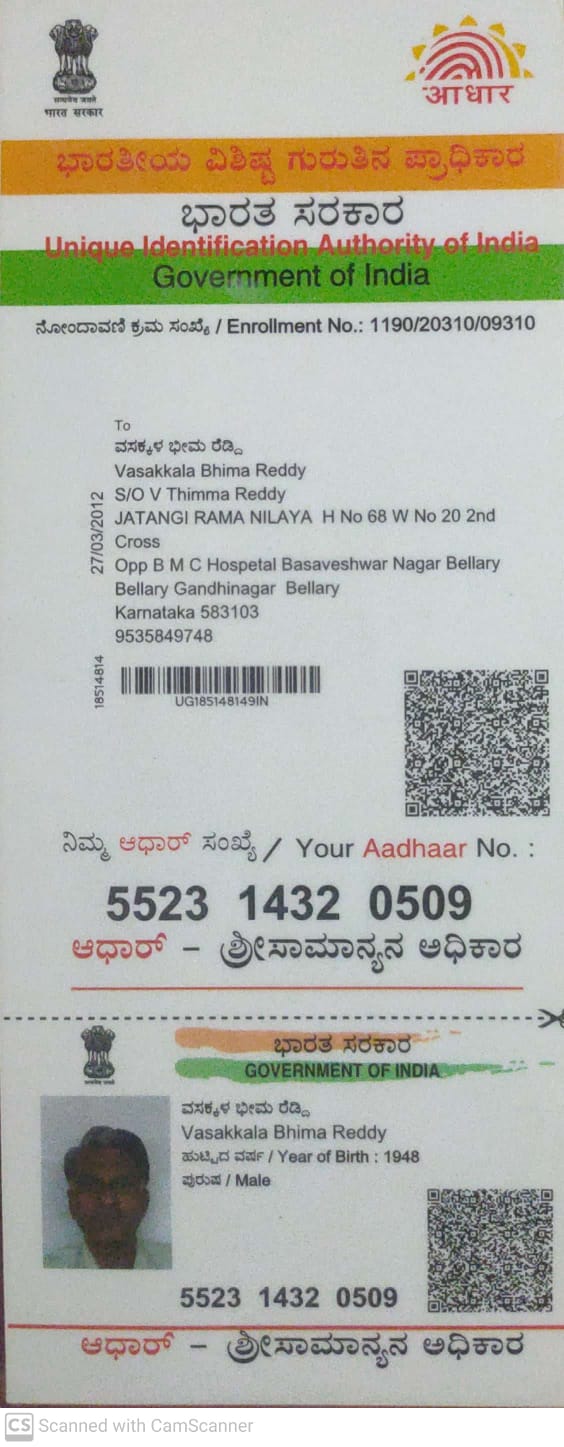 सत्यमेव जयते
भारत सरकार
आधार
ಭಾರತೀಯ ವಿಶಿಷ್ಟ ಗುರುತಿನ ಪ್ರಾಧಿಕಾರ
ಭಾರತ ಸರಕಾರ
Unique Identification Authority of India
Government of India
ನೋಂದಾವಣಿ ಕ್ರಮ ಸಂಖ್ಯೆ / Enrollment No.: 1190/20310/09310
27/03/2012
To
ವಸಕ್ಕಳ ಭೀಮ ರೆಡ್ಡಿ
Vasakkala Bhima Reddy
S/O V Thimma Reddy
JATANGI RAMA NILAYA H No 68 W No 20 2nd
Cross
Opp B M C Hospetal Basaveshwar Nagar Bellary
Bellary Gandhinagar Bellary
Karnataka 583103
9535849748
18514814
UG185148149IN
ನಿಮ್ಮ ಆಧಾರ್ ಸಂಖ್ಯೆ / Your Aadhaar No. :
5523 1432 0509
ಆಧಾರ್ – ಶ್ರೀಸಾಮಾನ್ಯನ ಅಧಿಕಾರ
ಭಾರತ ಸರಕಾರ
GOVERNMENT OF INDIA
ವಸಕ್ಕಳ ಭೀಮ ರೆಡ್ಡಿ
Vasakkala Bhima Reddy
ಹುಟ್ಟಿದ ವರ್ಷ / Year of Birth : 1948
ಪುರುಷ / Male
5523 1432 0509
ಆಧಾರ್ – ಶ್ರೀಸಾಮಾನ್ಯನ ಅಧಿಕಾರ
CS Scanned with CamScanner